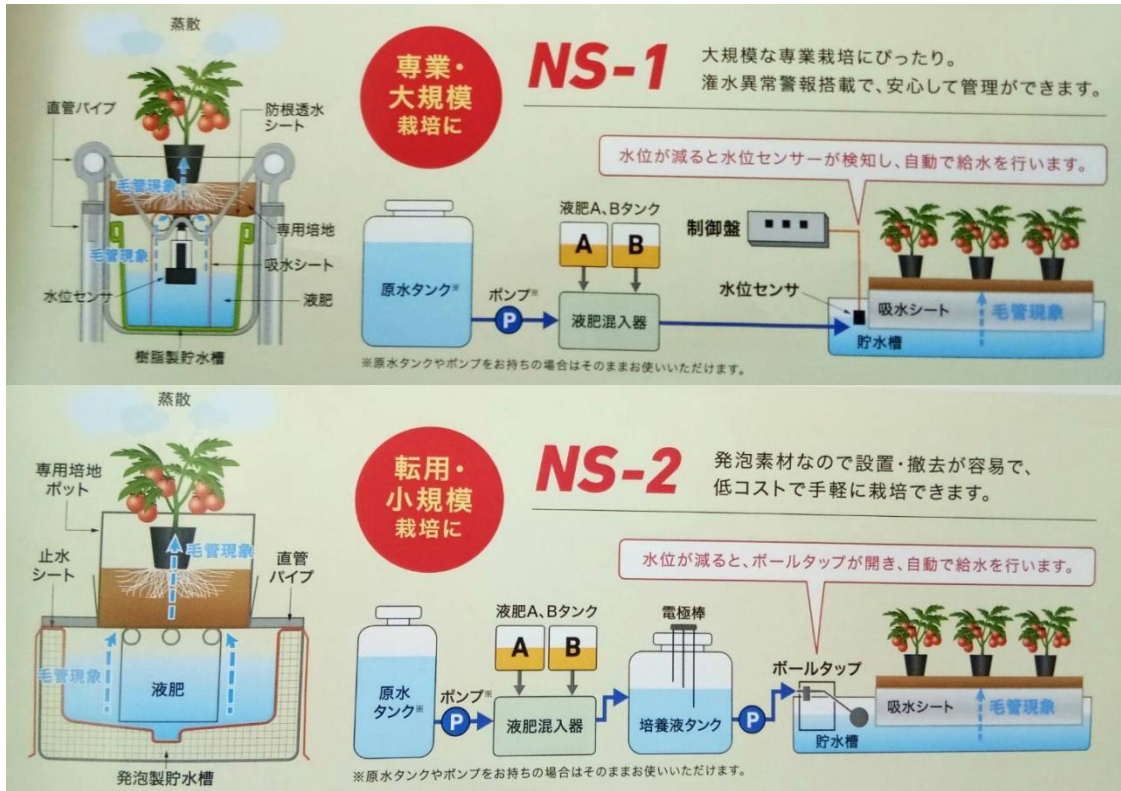 蒸散
直管パイプ
防根透水
シート
毛管現象
専用培地
毛管現象
吸水シート
水位センサ
液肥
樹脂製貯水槽
専業・
大規模
栽培に
NS-1
大規模な専業栽培にぴったり。
潅水異常警報搭載で、安心して管理ができます。
水位が減ると水位センサーが検知し、自動で給水を行います。
液肥A、Bタンク
A
B
制御盤
原水タンク※
ポンプ※
P
液肥混入器
水位センサ
吸水シート
毛管現象
貯水槽
※原水タンクやポンプをお持ちの場合はそのままお使いいただけます。
蒸散
専用培地
ポット
毛管現象
止水
シート
直管
パイプ
毛管現象
液肥
発泡製貯水槽
転用・
小規模
栽培に
NS-2
発泡素材なので設置・撤去が容易で、
低コストで手軽に栽培できます。
水位が減ると、ボールタップが開き、自動で給水を行います。
液肥A、Bタンク
A
B
電極棒
ボールタップ
原水
タンク※
ポンプ※
P
液肥混入器
培養液タンク
P
吸水シート
毛管現象
貯水槽
※原水タンクやポンプをお持ちの場合はそのままお使いいただけます。